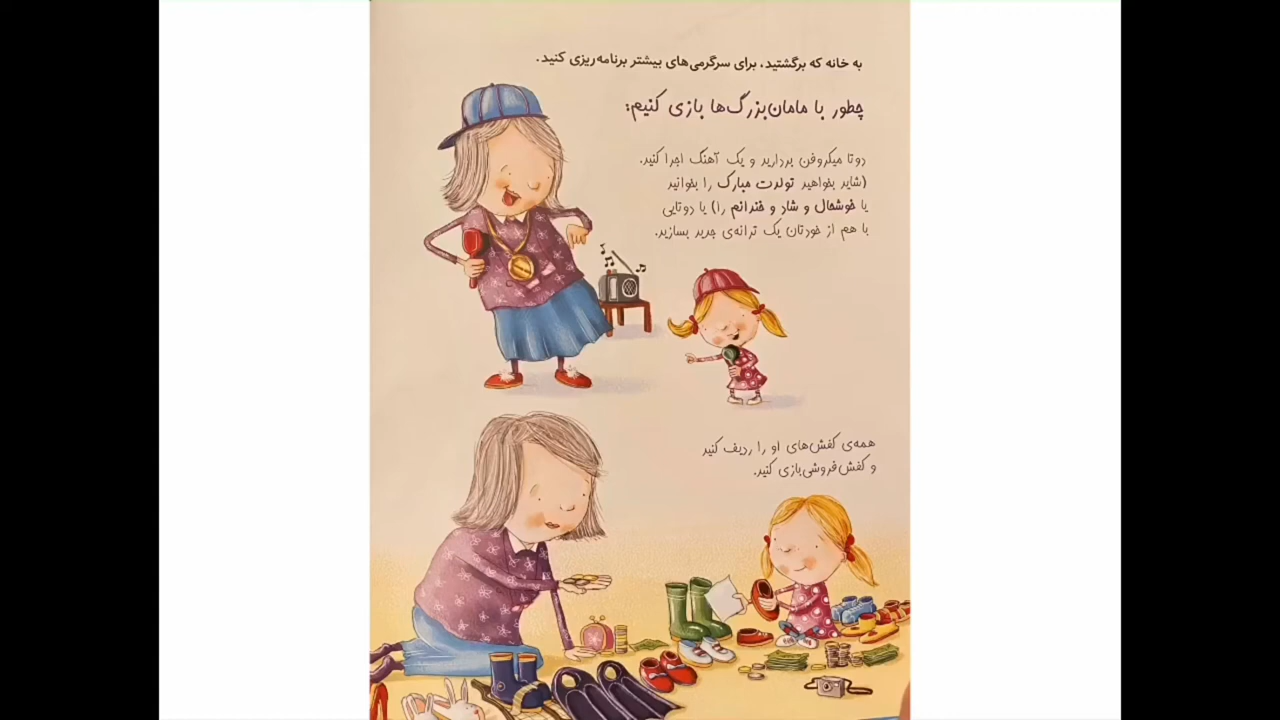 به خانه که برگشتید، برای سرگرمی‌های بیشتر برنامه‌ریزی کنید.
چطور با مامان‌بزرگ‌ها بازی کنیم:
دوتا میکروفن بردارید و یک آهنگ اجرا کنید.
(شاید بخواهید تولدت مبارک را بخوانید
یا خوشحال و شاد و خندانم را) یا دوتایی
با هم از خودتان یک ترانه‌ی جدید بسازید.
همه‌ی کفش‌های او را ردیف کنید
و کفش‌فروشی‌بازی کنید.